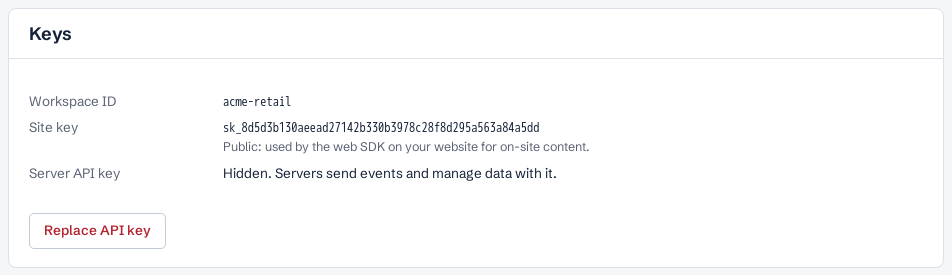 Keys
Workspace ID acme-retail
Site key sk_8d5d3b130aeead27142b330b3978c28f8d295a563a84a5dd
Public: used by the web SDK on your website for on-site content.
Server API key Hidden. Servers send events and manage data with it.
Replace API key